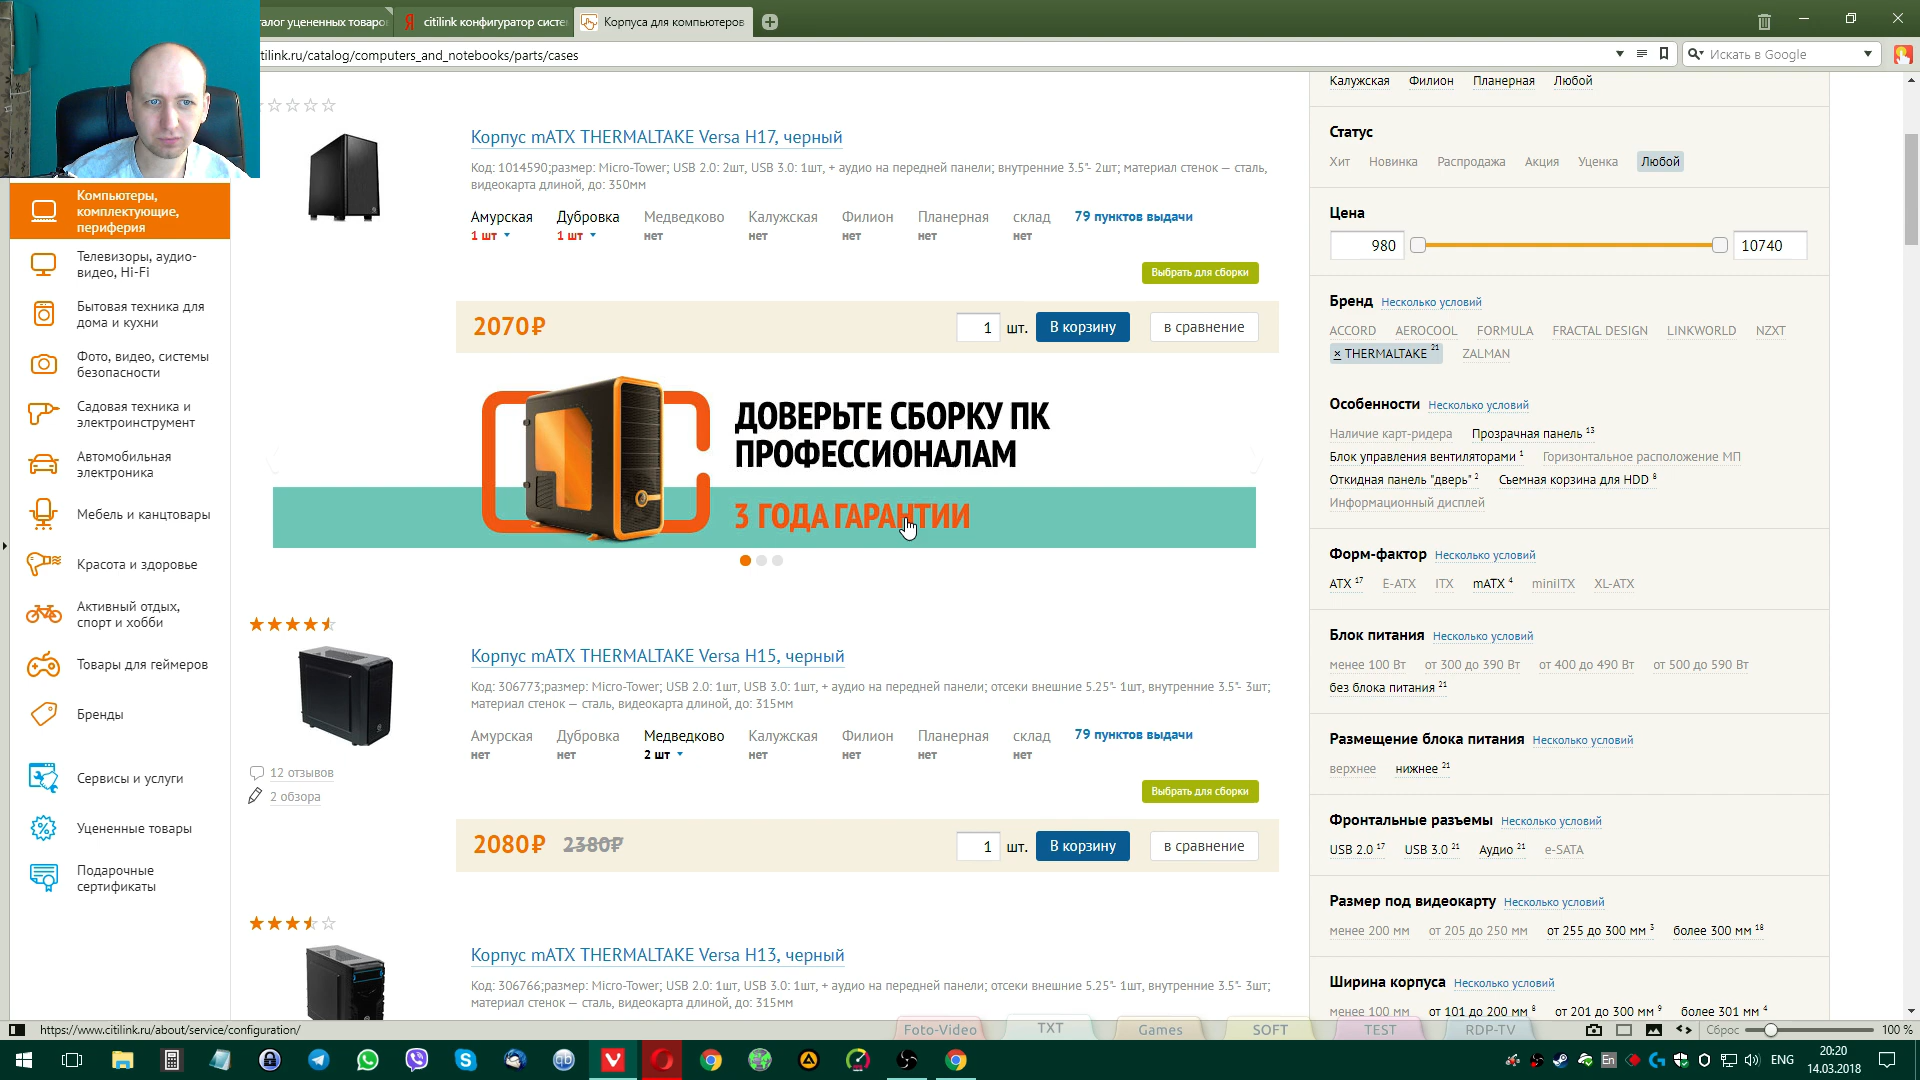 алог уцененных товаро
citilink конфигуратор систе
Корпуса для компьютеров
tilink.ru/catalog/computers_and_notebooks/parts/cases
Искать в Google
Компьютеры,
комплектующие,
периферия
Телевизоры, аудио-
видео, Hi-Fi
Бытовая техника для
дома и кухни
Фото, видео, системы
безопасности
Садовая техника и
электроинструмент
Автомобильная
электроника
Мебель и канцтовары
Красота и здоровье
Активный отдых,
спорт и хобби
Товары для геймеров
Бренды
Сервисы и услуги
Уцененные товары
Подарочные
сертификаты
Корпус mATX THERMALTAKE Versa H17, черный
Код: 1014590;размер: Micro-Tower; USB 2.0: 2шт, USB 3.0: 1шт, + аудио на передней панели; внутренние 3.5"- 2шт; материал стенок — сталь,
видеокарта длиной, до: 350мм
Амурская Дубровка Медведково Калужская Филион Планерная склад 79 пунктов выдачи
1 шт 1 шт нет нет нет нет нет
Выбрать для сборки
2070₽ 1 шт. В корзину в сравнение
ДОВЕРЬТЕ СБОРКУ ПК
ПРОФЕССИОНАЛАМ
3 ГОДА ГАРАНТИИ
Корпус mATX THERMALTAKE Versa H15, черный
Код: 306773;размер: Micro-Tower; USB 2.0: 1шт, USB 3.0: 1шт, + аудио на передней панели; отсеки внешние 5.25"- 1шт, внутренние 3.5"- 3шт;
материал стенок — сталь, видеокарта длиной, до: 315мм
Амурская Дубровка Медведково Калужская Филион Планерная склад 79 пунктов выдачи
нет нет 2 шт нет нет нет нет
12 отзывов
2 обзора
Выбрать для сборки
2080₽ 2380₽ 1 шт. В корзину в сравнение
Корпус mATX THERMALTAKE Versa H13, черный
Код: 306766;размер: Micro-Tower; USB 2.0: 1шт, USB 3.0: 1шт, + аудио на передней панели; отсеки внешние 5.25"- 1шт, внутренние 3.5"- 3шт;
материал стенок — сталь, видеокарта длиной, до: 315мм
Калужская Филион Планерная Любой
Статус
Хит Новинка Распродажа Акция Уценка Любой
Цена
980 10740
Бренд Несколько условий
ACCORD AEROCOOL FORMULA FRACTAL DESIGN LINKWORLD NZXT
× THERMALTAKE 21 ZALMAN
Особенности Несколько условий
Наличие карт-ридера Прозрачная панель 13
Блок управления вентиляторами 1 Горизонтальное расположение МП
Откидная панель "дверь" 2 Съемная корзина для HDD 8
Информационный дисплей
Форм-фактор Несколько условий
ATX 17 E-ATX ITX mATX 4 miniITX XL-ATX
Блок питания Несколько условий
менее 100 Вт от 300 до 390 Вт от 400 до 490 Вт от 500 до 590 Вт
без блока питания 21
Размещение блока питания Несколько условий
верхнее нижнее 21
Фронтальные разъемы Несколько условий
USB 2.0 17 USB 3.0 21 Аудио 21 e-SATA
Размер под видеокарту Несколько условий
менее 200 мм от 205 до 250 мм от 255 до 300 мм 3 более 300 мм 18
Ширина корпуса Несколько условий
менее 100 мм от 101 до 200 мм 8 от 201 до 300 мм 9 более 301 мм 4
https://www.citilink.ru/about/service/configuration/
Foto-Video TXT Games SOFT TEST RDP-TV
Сброс 100 %
En ENG
20:20
14.03.2018